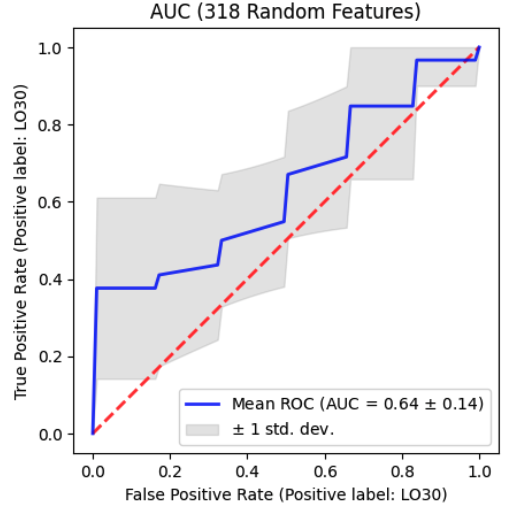 AUC (318 Random Features)
True Positive Rate (Positive label: LO30)
1.0
0.8
0.6
0.4
0.2
0.0
Mean ROC (AUC = 0.64 ± 0.14)
± 1 std. dev.
0.0 0.2 0.4 0.6 0.8 1.0
False Positive Rate (Positive label: LO30)